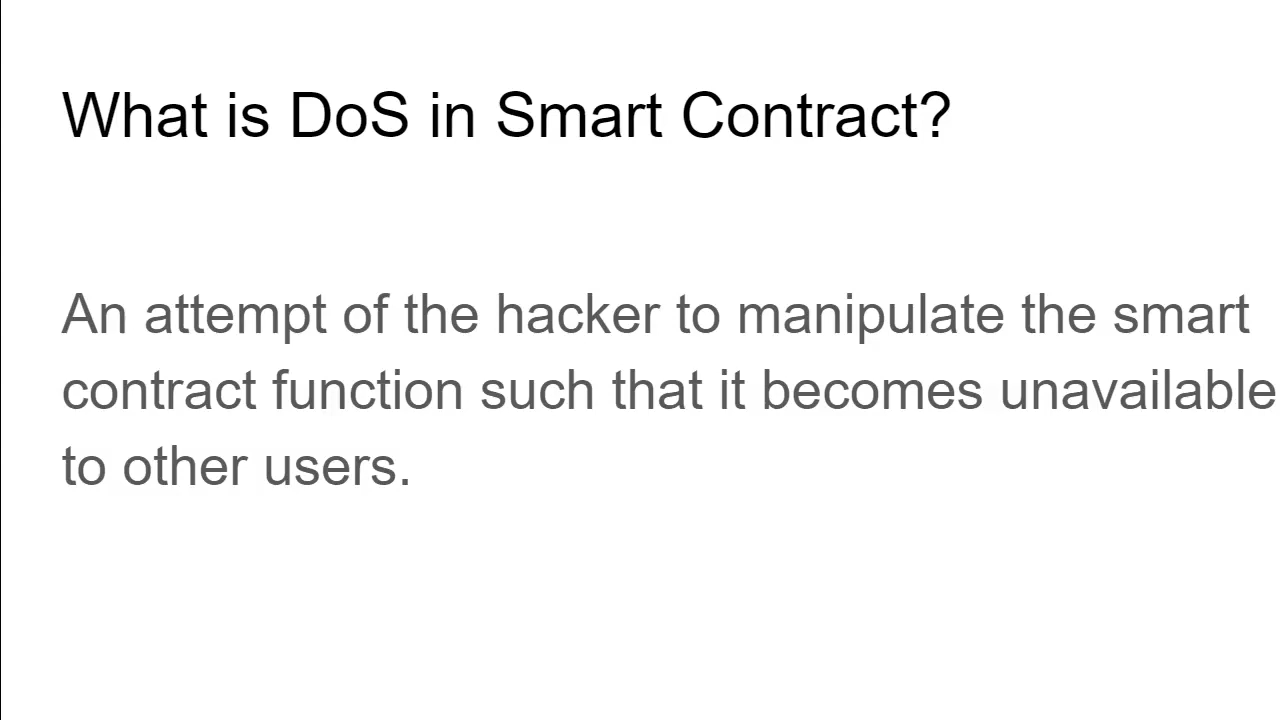 What is DoS in Smart Contract?
An attempt of the hacker to manipulate the smart
contract function such that it becomes unavailable
to other users.